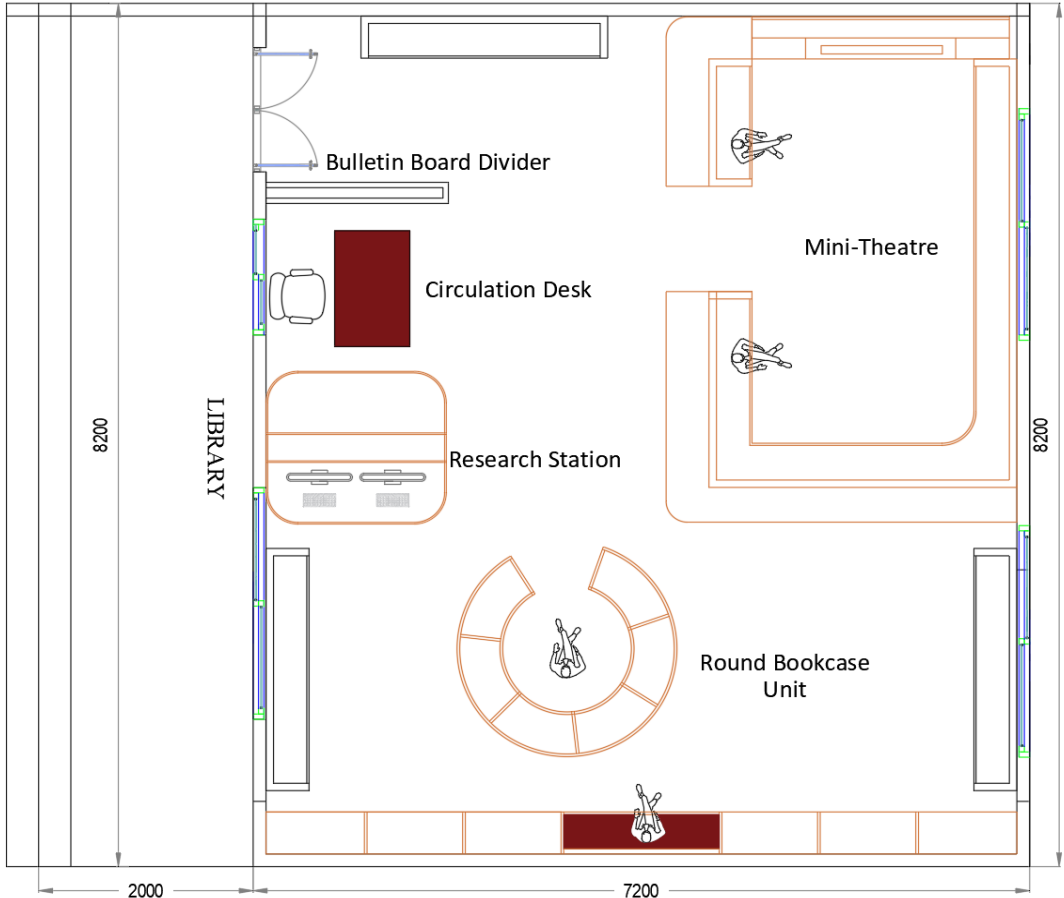 Bulletin Board Divider
Mini-Theatre
Circulation Desk
LIBRARY
8200
8200
Research Station
Round Bookcase
Unit
2000
7200